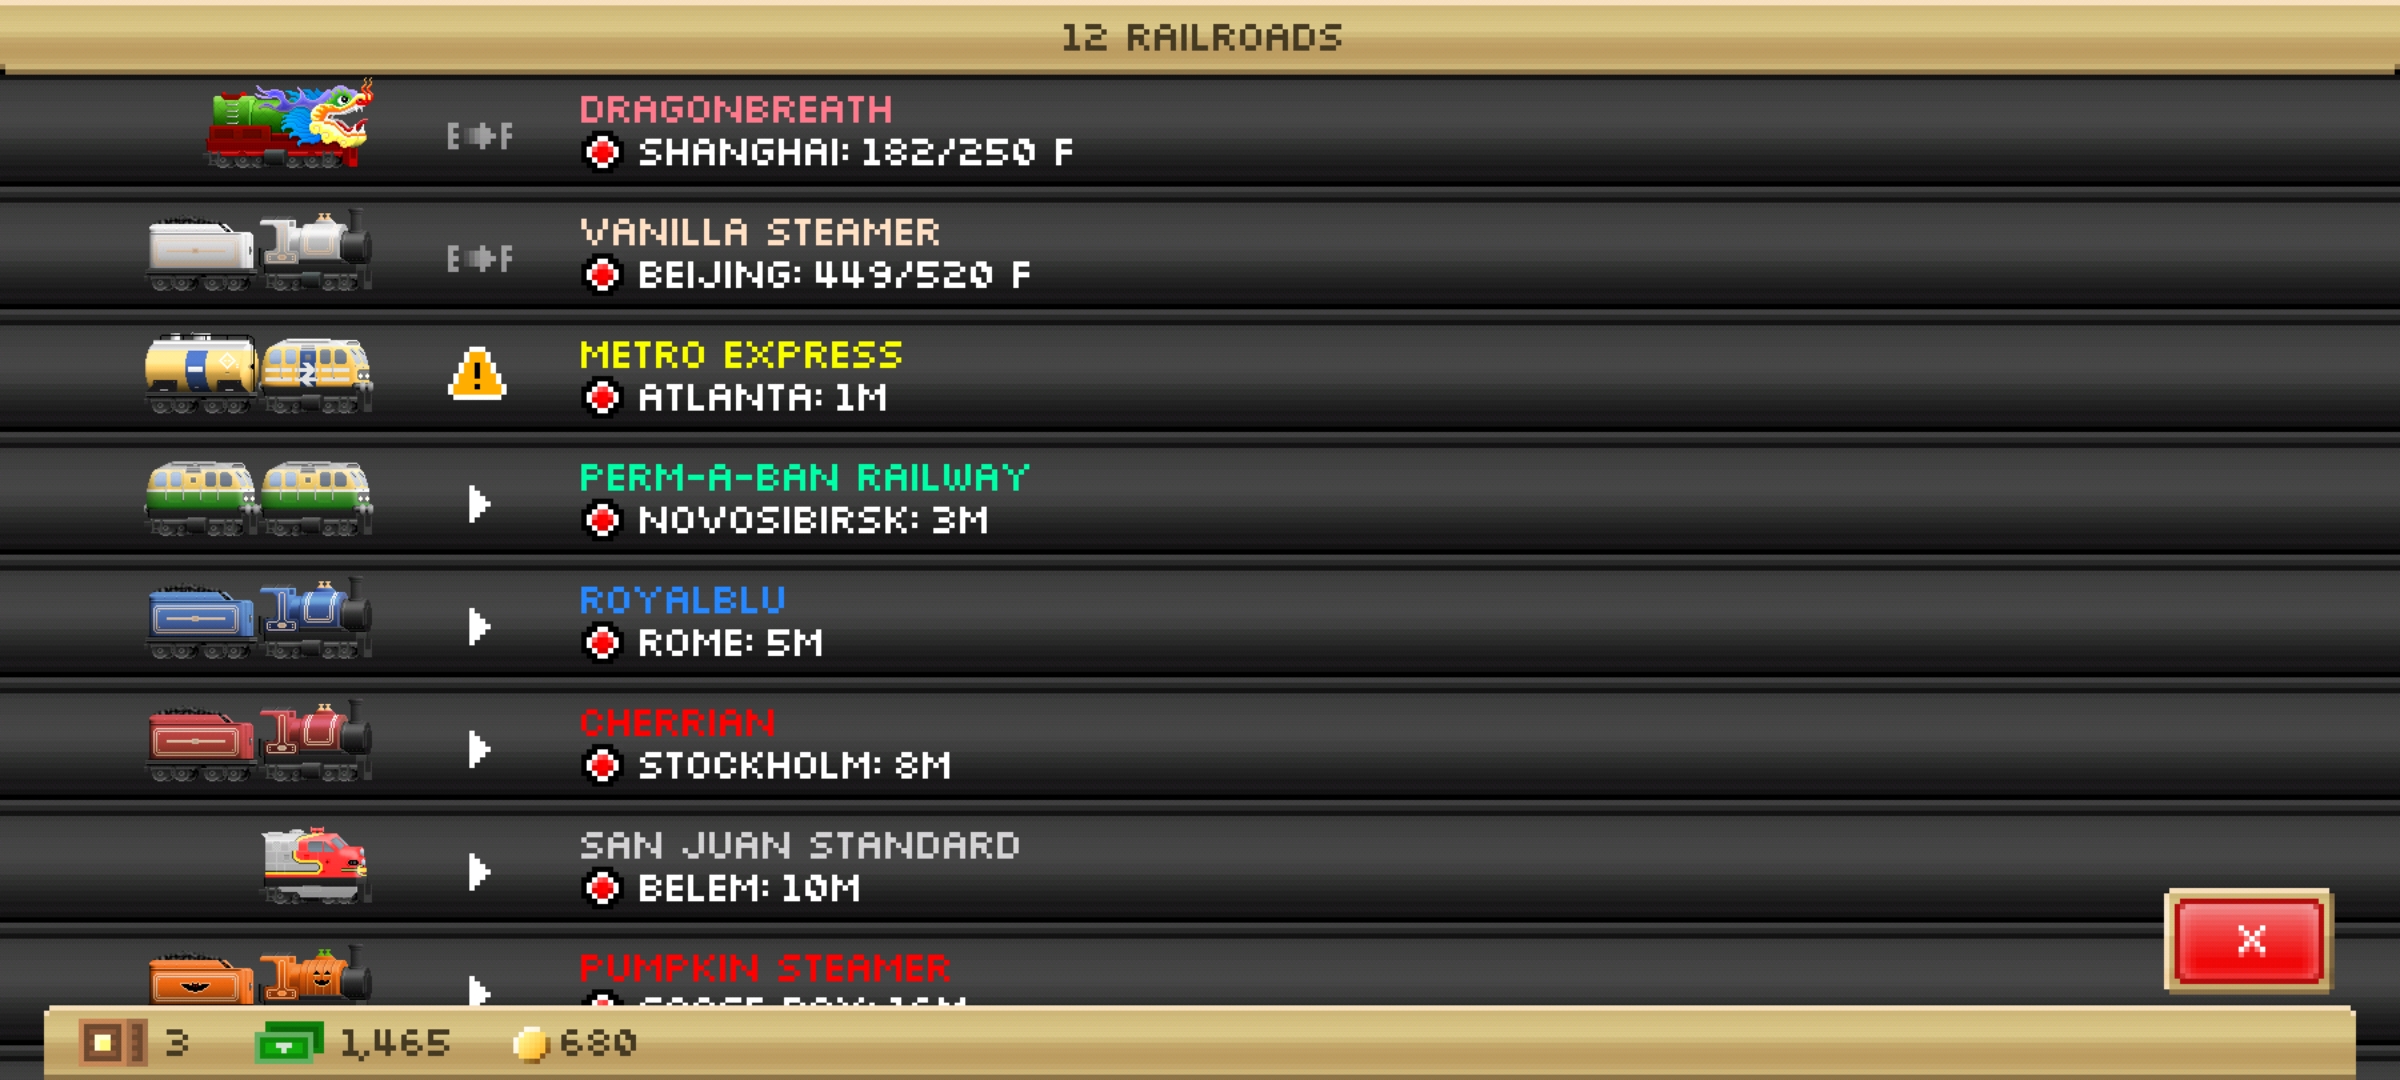 12 RAILROADS
DRAGONBREATH
E F
SHANGHAI: 182/250 F
VANILLA STEAMER
E F
BEIJING: 449/520 F
METRO EXPRESS
!
ATLANTA: 1M
PERM-A-BAN RAILWAY
NOVOSIBIRSK: 3M
ROYALBLU
ROME: 5M
CHERRIAN
STOCKHOLM: 8M
SAN JUAN STANDARD
BELEM: 10M
PUMPKIN STEAMER
X
3 1,465 680